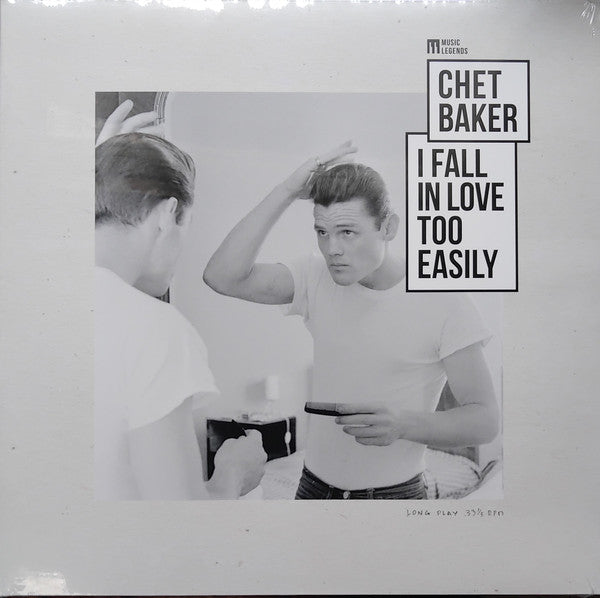 MUSIC
LEGENDS
CHET
BAKER
I FALL
IN LOVE
TOO
EASILY
LONG PLAY 33⅓ RPM